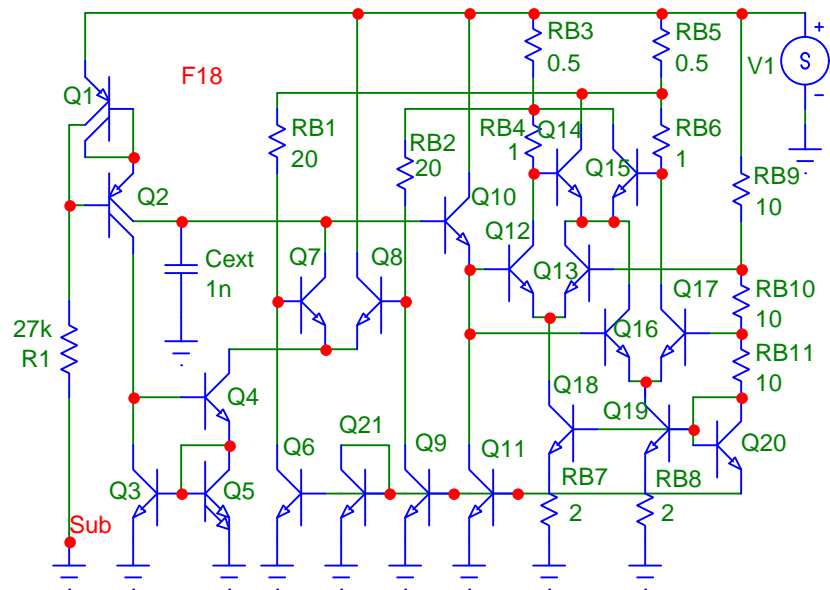 RB3
0.5
RB5
0.5
V1
S
+
−
F18
Q1
RB1
20
RB2
20
RB4
1
Q14
Q15
RB6
1
Q2
Q10
RB9
10
Q12
Cext
1n
Q7
Q8
Q13
Q17
RB10
10
27k
R1
Q16
RB11
10
Q4
Q18
Q21
Q19
Q6
Q9
Q11
Q20
Q3
Q5
RB7
2
RB8
2
Sub